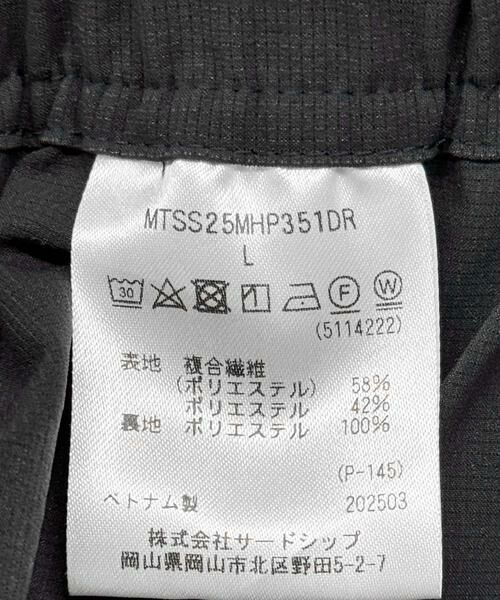 MTSS25MHP351DR
L
30 F W
(5114222)
表地 複合繊維
(ポリエステル) 58%
ポリエステル 42%
裏地 ポリエステル 100%
(P-145)
ベトナム製 202503
株式会社サードシップ
岡山県岡山市北区野田5-2-7